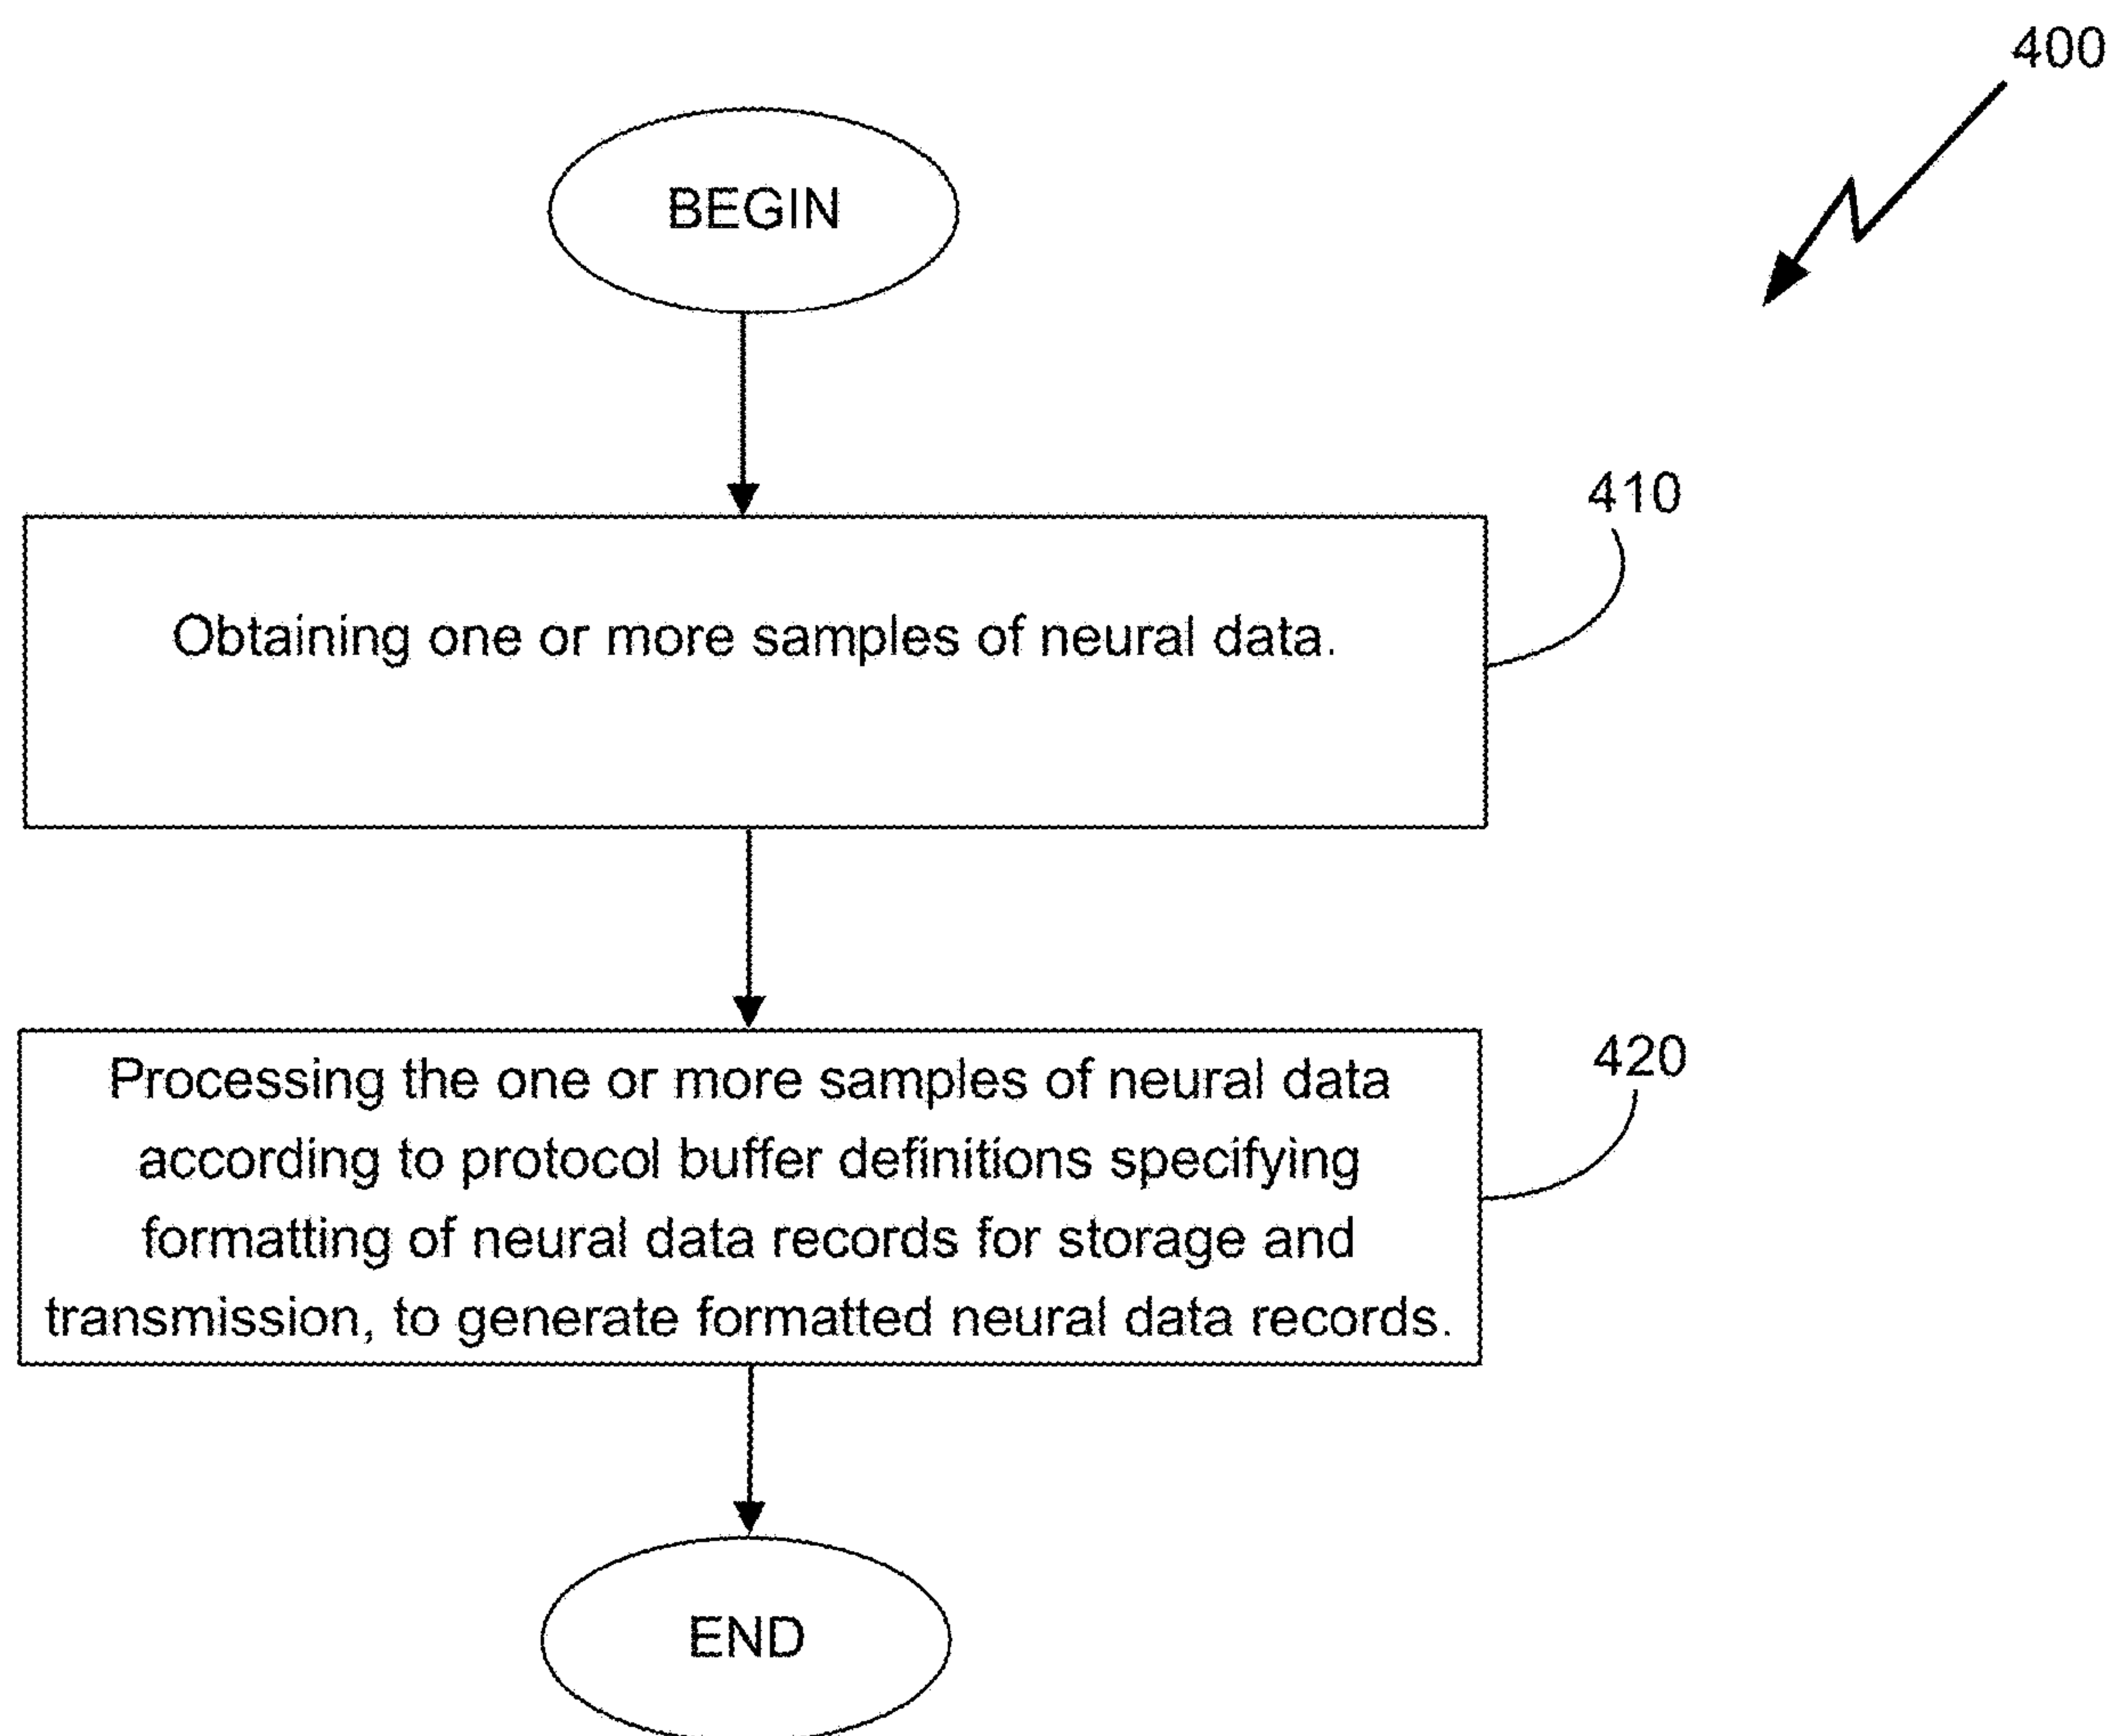 400
BEGIN
410
Obtaining one or more samples of neural data.
420
Processing the one or more samples of neural data
according to protocol buffer definitions specifying
formatting of neural data records for storage and
transmission, to generate formatted neural data records.
END